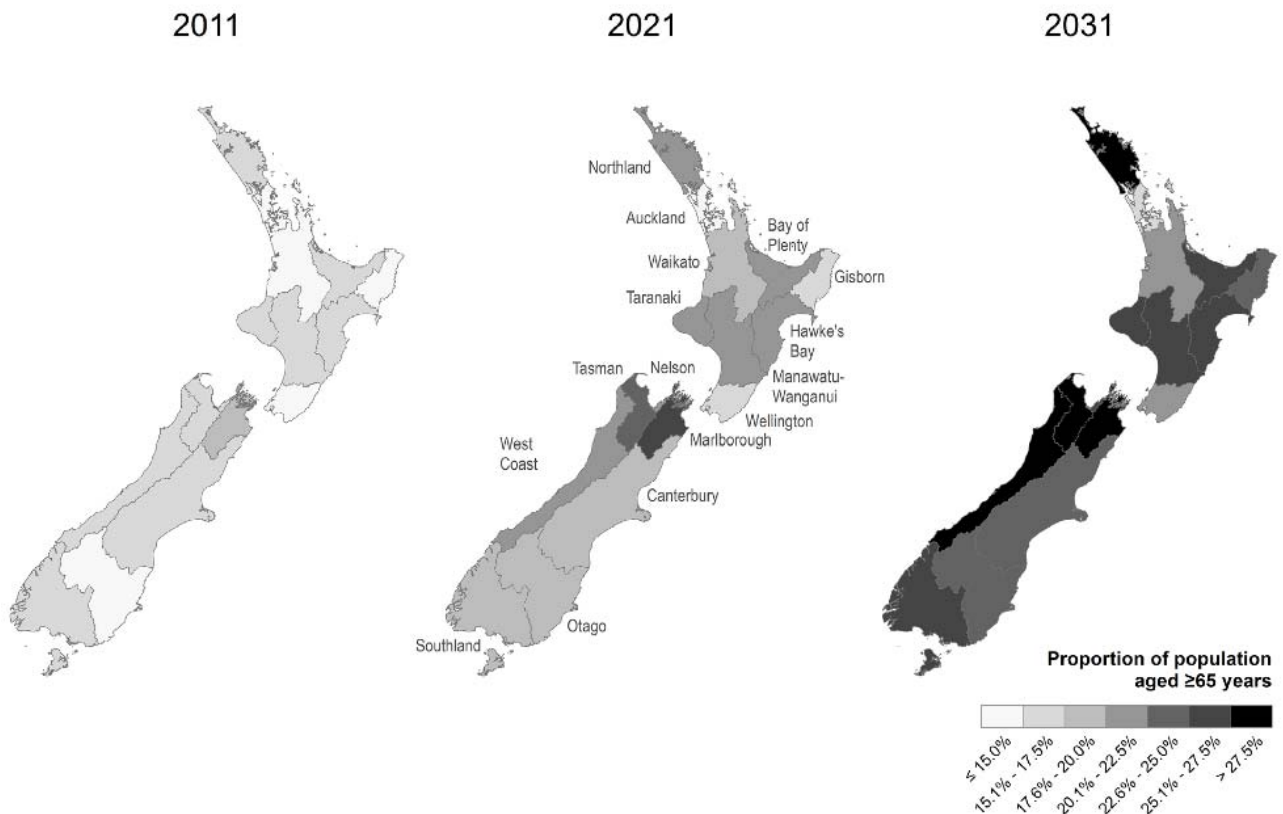 2011
2021
2031
Northland
Auckland
Bay of
Plenty
Waikato
Gisborn
Taranaki
Hawke's
Bay
Tasman
Nelson
Manawatu-
Wanganui
Wellington
Marlborough
West
Coast
Canterbury
Otago
Southland
Proportion of population
aged ≥65 years
≤ 15.0%
15.1% - 17.5%
17.6% - 20.0%
20.1% - 22.5%
22.6% - 25.0%
25.1% - 27.5%
> 27.5%